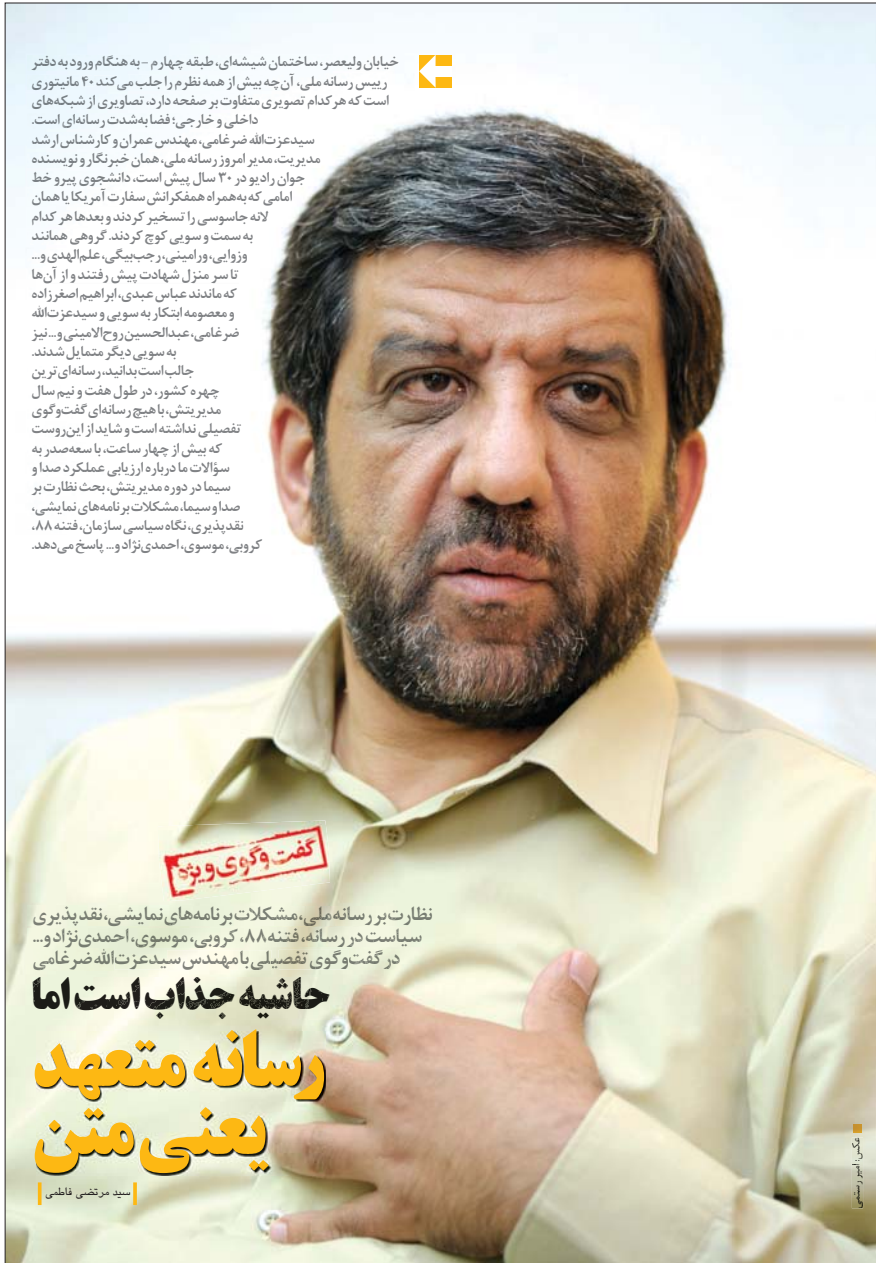 خیابان ولیعصر، ساختمان شیشه‌ای، طبقه چهارم - به هنگام ورود به دفتر
رییس رسانه ملی، آن‌چه بیش از همه نظرم را جلب می‌کند ۴۰ مانیتوری
است که هر کدام تصویری متفاوت بر صفحه دارد، تصاویری از شبکه‌های
داخلی و خارجی؛ فضا به‌شدت رسانه‌ای است.
سیدعزت‌الله ضرغامی، مهندس عمران و کارشناس ارشد
مدیریت، مدیر امروز رسانه ملی، همان خبرنگار و نویسنده
جوان رادیو در ۳۰ سال پیش است، دانشجوی پیرو خط
امامی که به‌همراه همفکرانش سفارت آمریکا یا همان
لانه جاسوسی را تسخیر کردند و بعدها هر کدام
به سمت و سویی کوچ کردند. گروهی همانند
وزوایی، ورامینی، رجب‌بیگی، علم‌الهدی و...
تا سر منزل شهادت پیش رفتند و از آن‌ها
که ماندند عباس عبدی، ابراهیم اصغرزاده
و معصومه ابتکار به سویی و سیدعزت‌الله
ضرغامی، عبدالحسین روح‌الامینی و... نیز
به سویی دیگر متمایل شدند.
جالب است بدانید، رسانه‌ای ترین
چهره کشور، در طول هفت و نیم سال
مدیریتش، با هیچ رسانه‌ای گفت‌وگوی
تفصیلی نداشته است و شاید از این‌روست
که بیش از چهار ساعت، با سعه‌صدر به
سؤالات ما درباره ارزیابی عملکرد صدا و
سیما در دوره مدیریتش، بحث نظارت بر
صدا و سیما، مشکلات برنامه‌های نمایشی،
نقدپذیری، نگاه سیاسی سازمان، فتنه ۸۸،
کروبی، موسوی، احمدی‌نژاد و... پاسخ می‌دهد.
گفت‌وگوی ویژه
نظارت بر رسانه ملی، مشکلات برنامه‌های نمایشی، نقدپذیری
سیاست در رسانه، فتنه ۸۸، کروبی، موسوی، احمدی‌نژاد و...
در گفت‌وگوی تفصیلی با مهندس سیدعزت‌الله ضرغامی
حاشیه جذاب است اما
رسانه متعهد
یعنی متن
سید مرتضی فاطمی
عکس: امیر رستمی